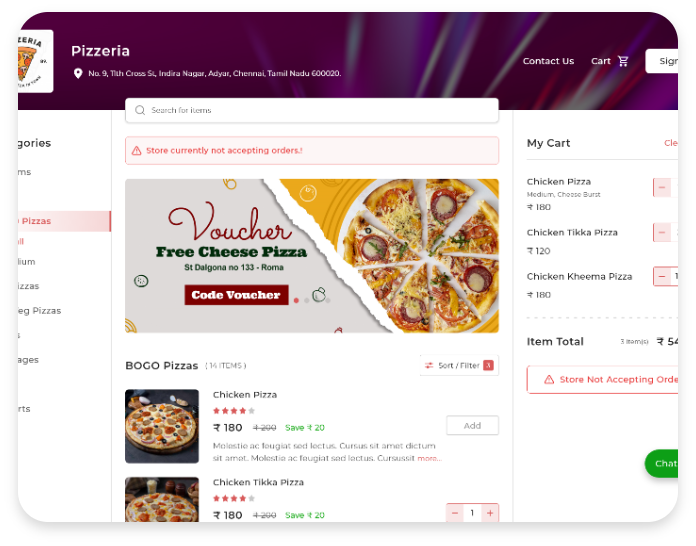 ZERIA
Pizzeria
No. 9, 11th Cross St, Indira Nagar, Adyar, Chennai, Tamil Nadu 600020.
Contact Us
Cart
Sign
Search for items
Store currently not accepting orders.!
gories
ms
Pizzas
ll
lium
izzas
eg Pizzas
s
ages
rts
Voucher
Free Cheese Pizza
St Dalgona no 133 - Roma
Code Voucher
BOGO Pizzas ( 14 ITEMS )
Sort / Filter 3
Chicken Pizza
₹ 180 ₹ 200 Save ₹ 20
Add
Molestie ac feugiat sed lectus. Cursus sit amet dictum
sit amet. Molestie ac feugiat sed lectus. Cursussit more..
Chicken Tikka Pizza
₹ 180 ₹ 200 Save ₹ 20
− 1 +
My Cart
Cle
Chicken Pizza
Medium, Cheese Burst
₹ 180
−
Chicken Tikka Pizza
₹ 120
−
Chicken Kheema Pizza
₹ 180
− 1
Item Total
3 Item(s) ₹ 54
Store Not Accepting Orde
Chat